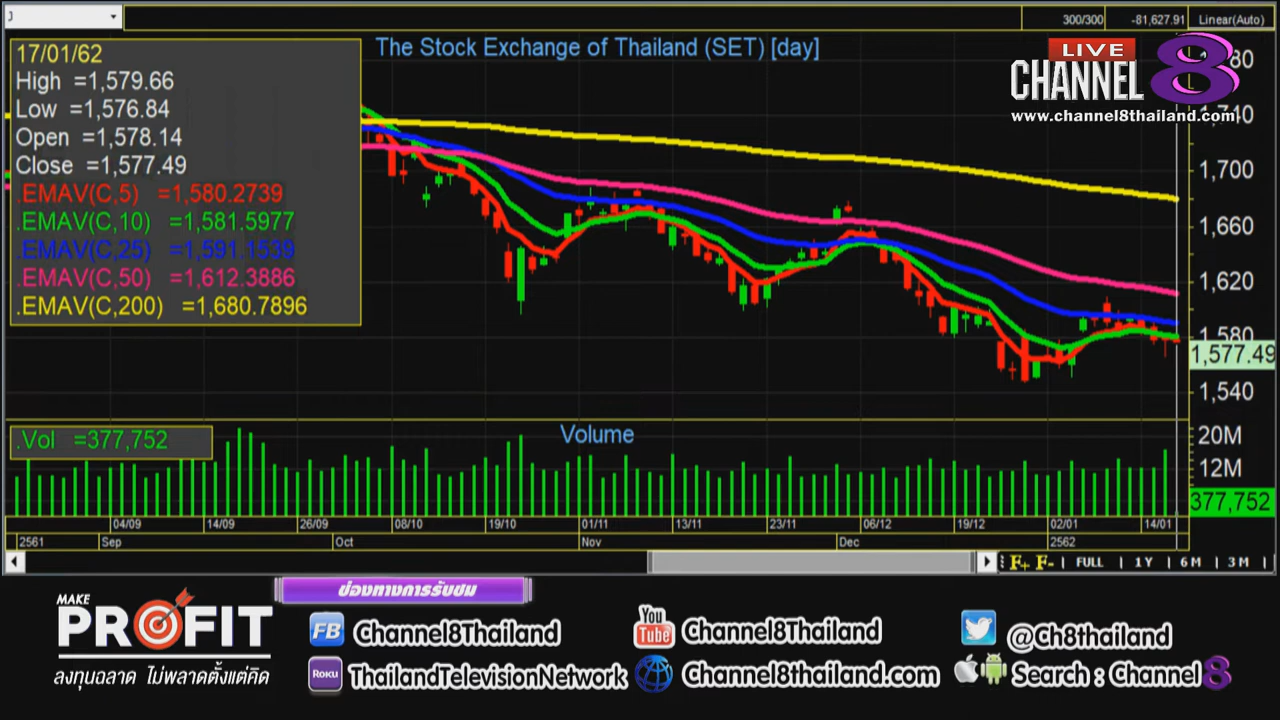 J
300/300
-81,627.91
Linear(Auto)
17/01/62
High =1,579.66
Low =1,576.84
Open =1,578.14
Close =1,577.49
.EMAV(C,5) =1,580.2739
.EMAV(C,10) =1,581.5977
.EMAV(C,25) =1,591.1539
.EMAV(C,50) =1,612.3886
.EMAV(C,200) =1,680.7896
The Stock Exchange of Thailand (SET) [day]
LIVE
CHANNEL 8
www.channel8thailand.com
1,700
1,660
1,620
1,580
1,577.49
1,540
.Vol =377,752
Volume
20M
12M
377,752
04/09 14/09 26/09 08/10 19/10 01/11 13/11 23/11 06/12 19/12 02/01 14/01
2561 Sep Oct Nov Dec 2562
F+ F- | FULL | 1Y | 6M | 3M |
ช่องทางการรับชม
MAKE
PROFIT
ลงทุนฉลาด ไม่พลาดตั้งแต่คิด
FB Channel8Thailand
You Tube Channel8Thailand
@Ch8thailand
ROKU ThailandTelevisionNetwork
Channel8thailand.com
Search : Channel 8